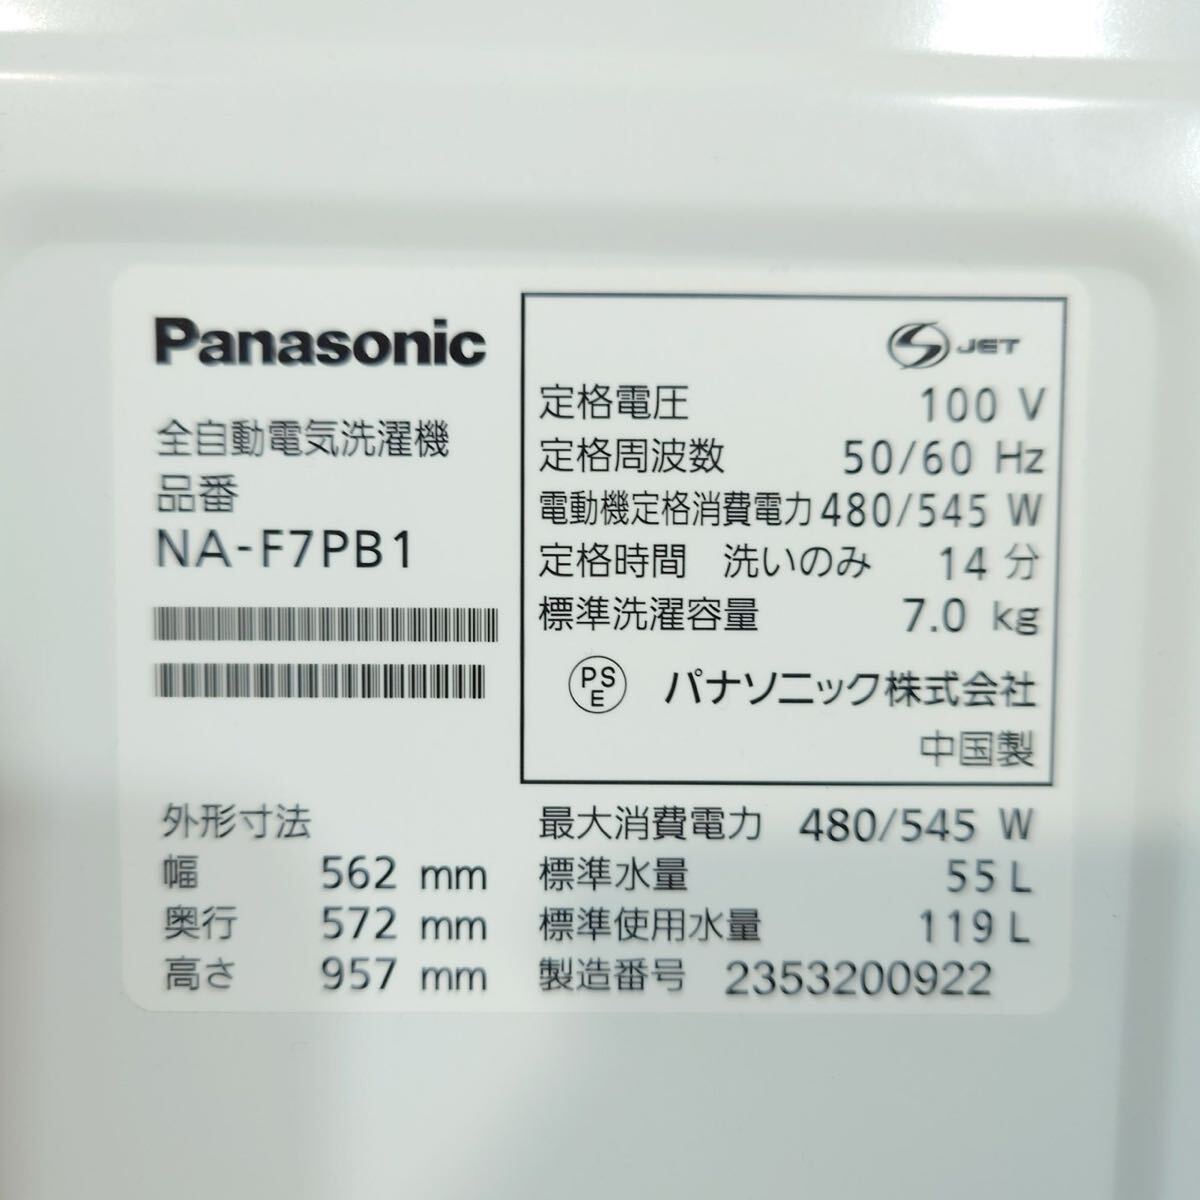 Panasonic
全自動電気洗濯機
品番
NA-F7PB1
JET
定格電圧 100 V
定格周波数 50/60 Hz
電動機定格消費電力 480/545 W
定格時間 洗いのみ 14 分
標準洗濯容量 7.0 kg
PS
E
パナソニック株式会社
中国製
外形寸法
幅 562 mm
奥行 572 mm
高さ 957 mm
最大消費電力 480/545 W
標準水量 55 L
標準使用水量 119 L
製造番号 2353200922